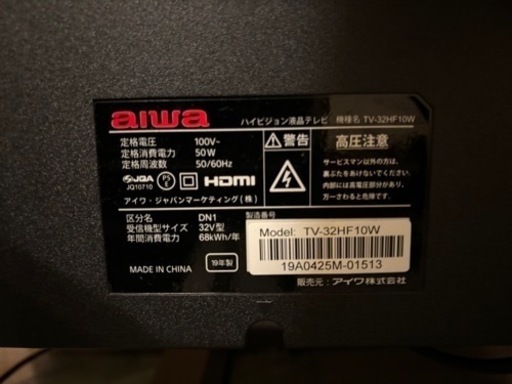 aiwa
ハイビジョン液晶テレビ 機種名 TV-32HF10W
定格電圧 100V~
定格消費電力 50W
定格周波数 50/60Hz
JQA
JQ10710
PS
E
HDMI
アイワ・ジャパンマーケティング(株)
警告
高圧注意
サービスマン以外の方は、
裏ぶたをあけないでください。
内部には高電圧部分があり、
万一さわると危険です。
区分名 DN1
受信機型サイズ 32V型
年間消費電力 68kWh/年
MADE IN CHINA
19年製
製造番号
Model: TV-32HF10W
19A0425M-01513
販売元:アイワ株式会社